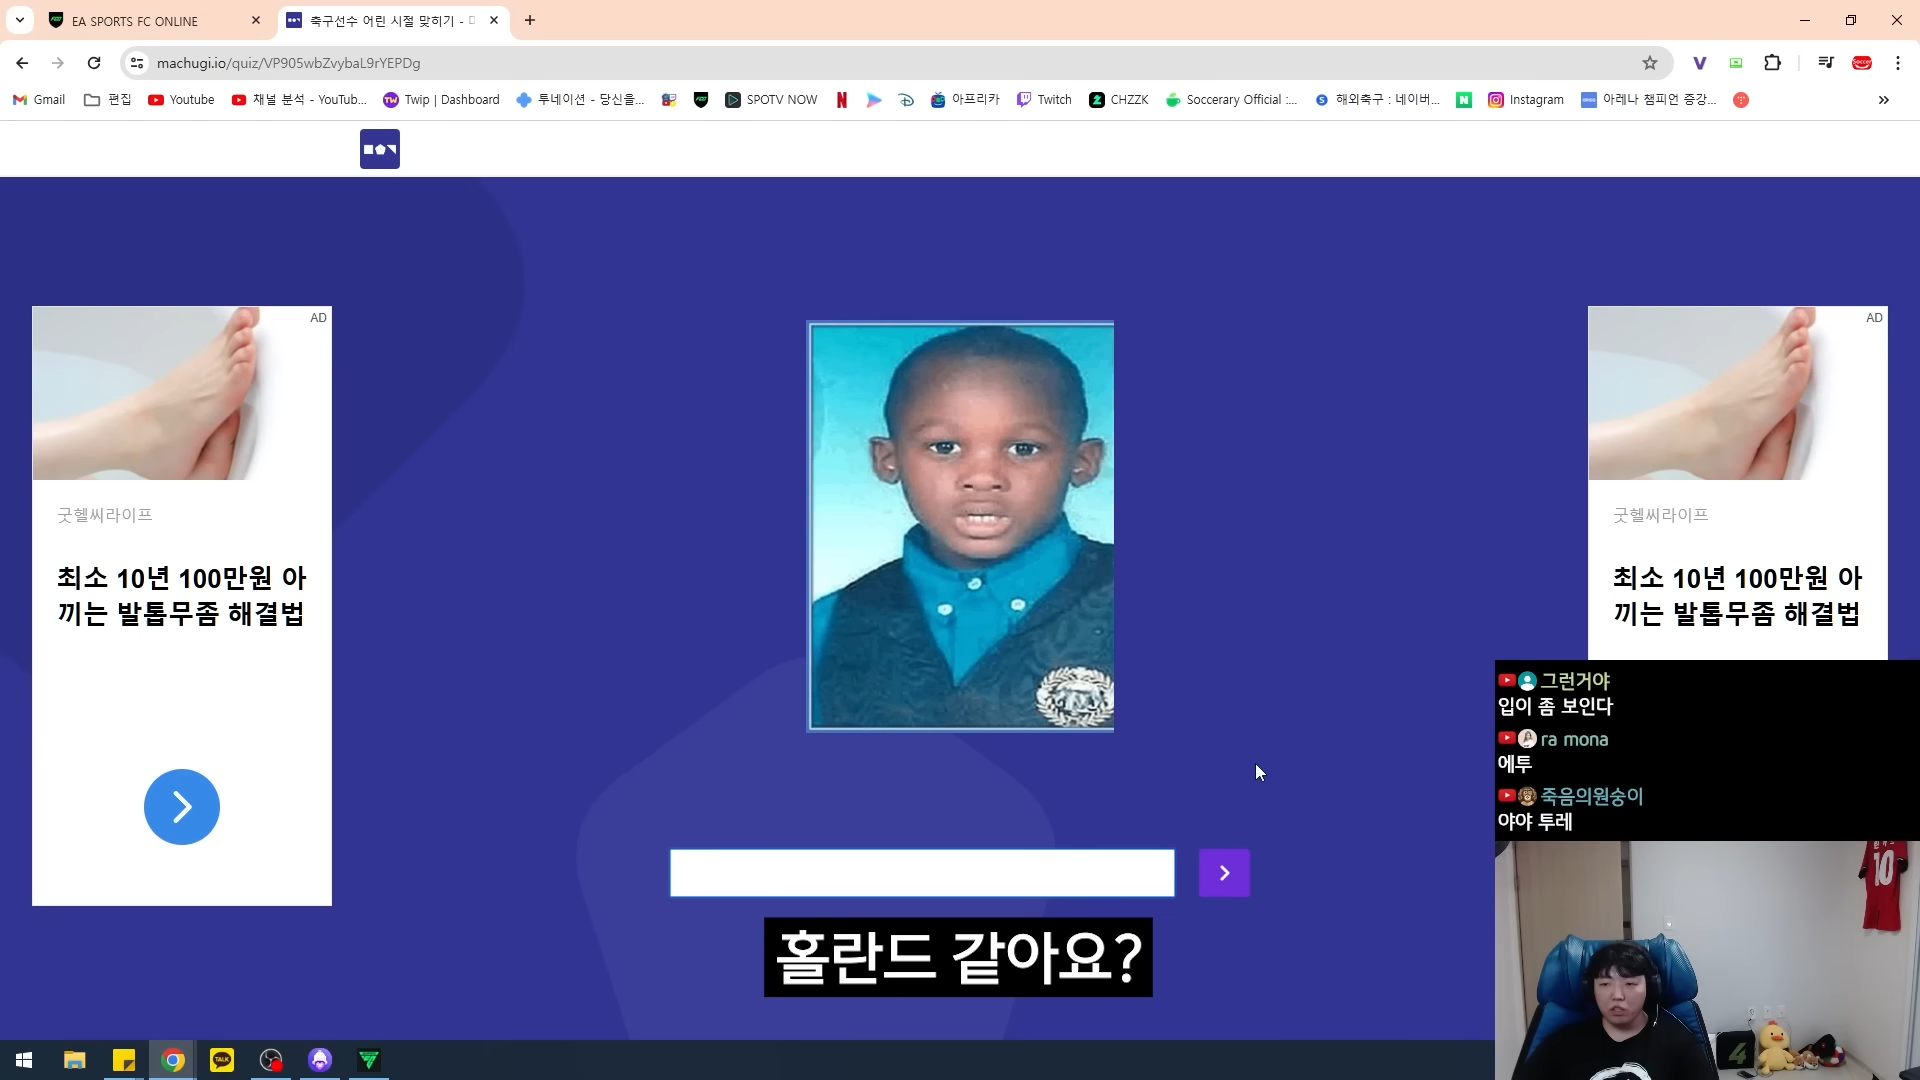 EA SPORTS FC ONLINE
축구선수 어린 시절 맞히기 -
machugi.io/quiz/VP905wbZvybaL9rYEPDg
Gmail
편집
Youtube
채널 분석 - YouTub...
Twip | Dashboard
투네이션 - 당신을...
SPOTV NOW
아프리카
Twitch
CHZZK
Soccerary Official :...
해외축구 : 네이버...
Instagram
아레나 챔피언 증강...
AD
굿헬씨라이프
최소 10년 100만원 아
끼는 발톱무좀 해결법
AD
굿헬씨라이프
최소 10년 100만원 아
끼는 발톱무좀 해결법
그런거야
입이 좀 보인다
ra mona
에투
죽음의원숭이
야야 투레
홀란드 같아요?
TALK
10
4